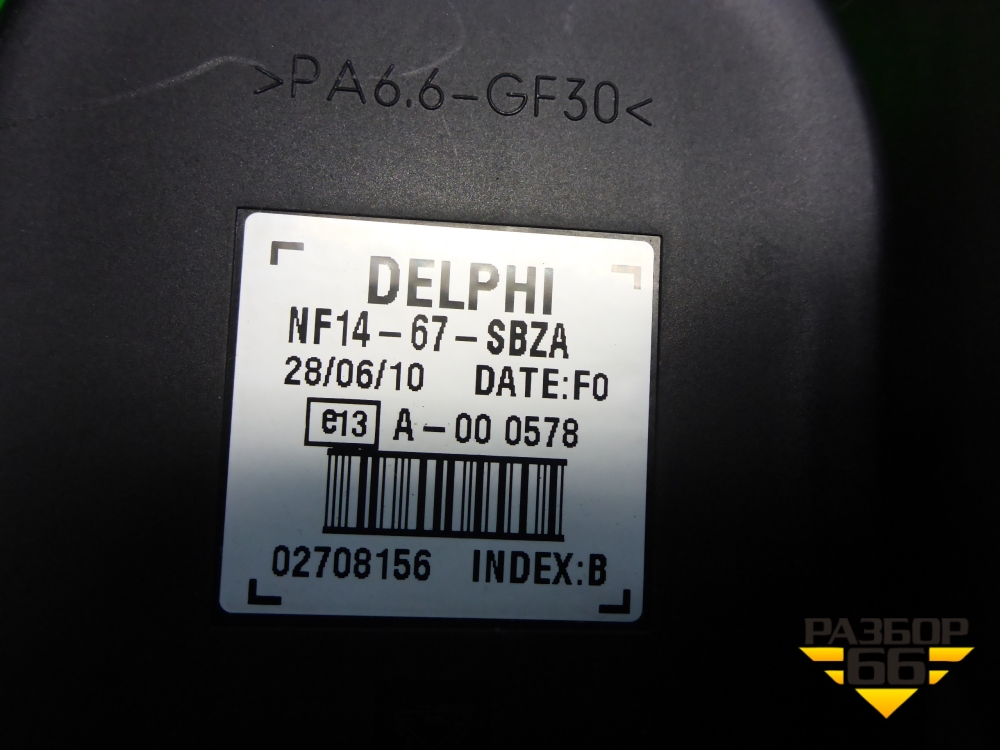 >PA6.6-GF30<
DELPHI
NF14-67-SBZA
28/06/10 DATE:F0
e13 A-00 0578
02708156 INDEX:B
РАЗБОР
66